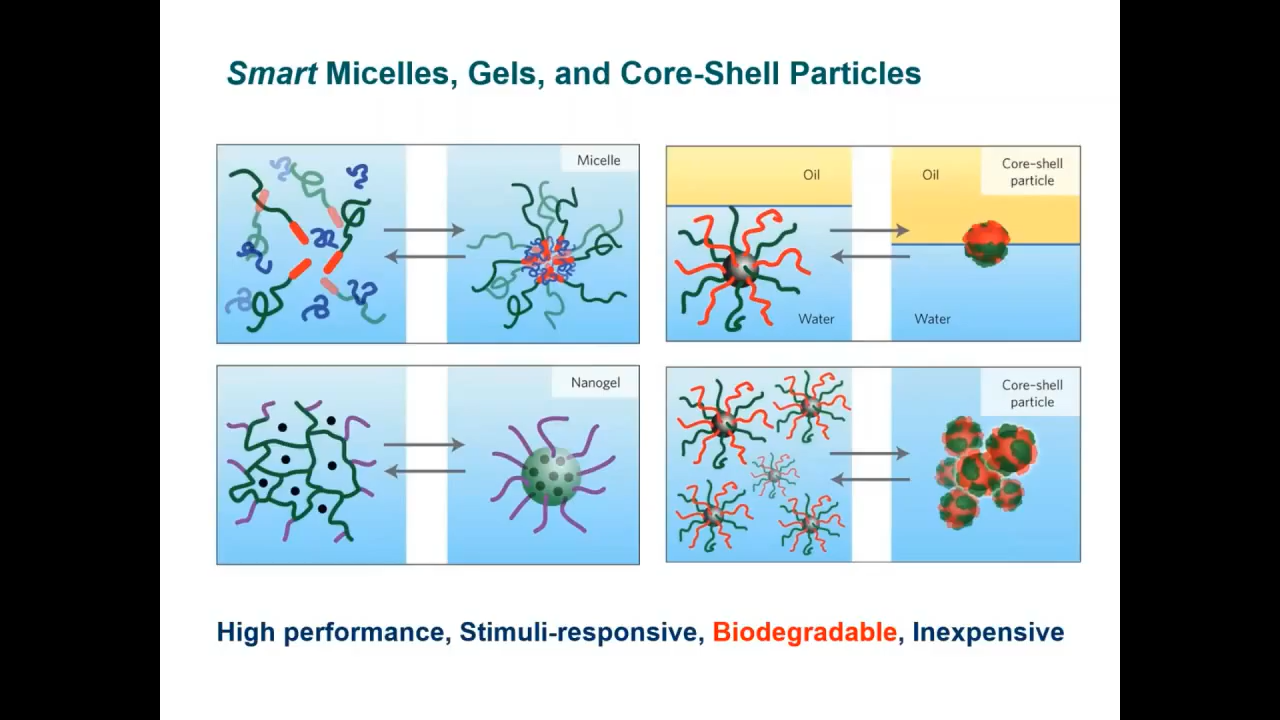 Smart Micelles, Gels, and Core-Shell Particles
Micelle
Oil
Oil
Core–shell
particle
Water
Water
Nanogel
Core–shell
particle
High performance, Stimuli-responsive, Biodegradable, Inexpensive